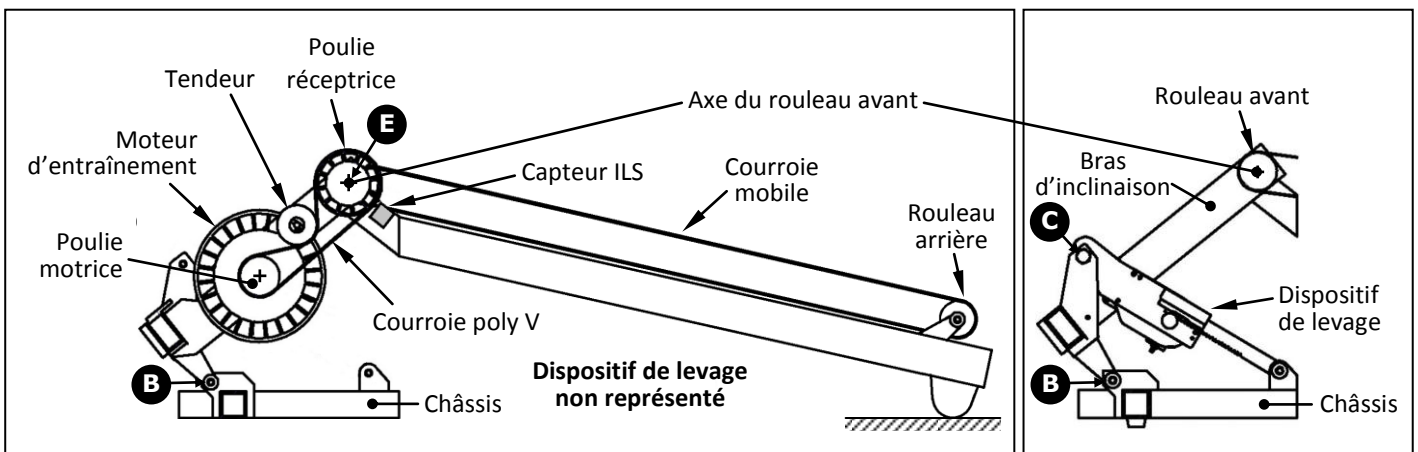 Poulie
réceptrice
Tendeur
E
Axe du rouleau avant
Moteur
d’entraînement
Capteur ILS
Courroie
mobile
Rouleau
arrière
Poulie
motrice
Courroie poly V
Dispositif de levage
non représenté
B
Châssis
Rouleau avant
Bras
d’inclinaison
C
Dispositif
de levage
B
Châssis